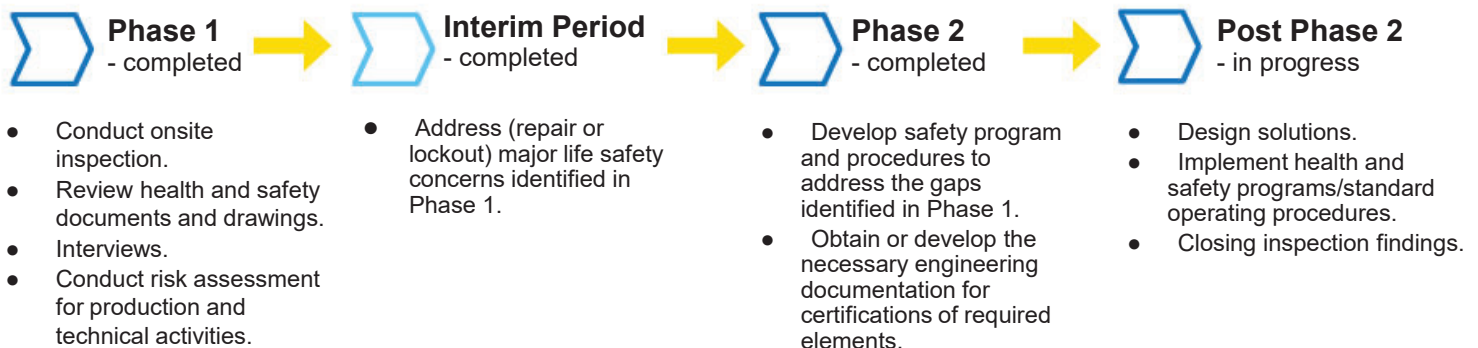 Phase 1
- completed
● Conduct onsite
inspection.
● Review health and safety
documents and drawings.
● Interviews.
● Conduct risk assessment
for production and
technical activities.
Interim Period
- completed
● Address (repair or
lockout) major life safety
concerns identified in
Phase 1.
Phase 2
- completed
● Develop safety program
and procedures to
address the gaps
identified in Phase 1.
● Obtain or develop the
necessary engineering
documentation for
certifications of required
elements.
Post Phase 2
- in progress
● Design solutions.
● Implement health and
safety programs/standard
operating procedures.
● Closing inspection findings.